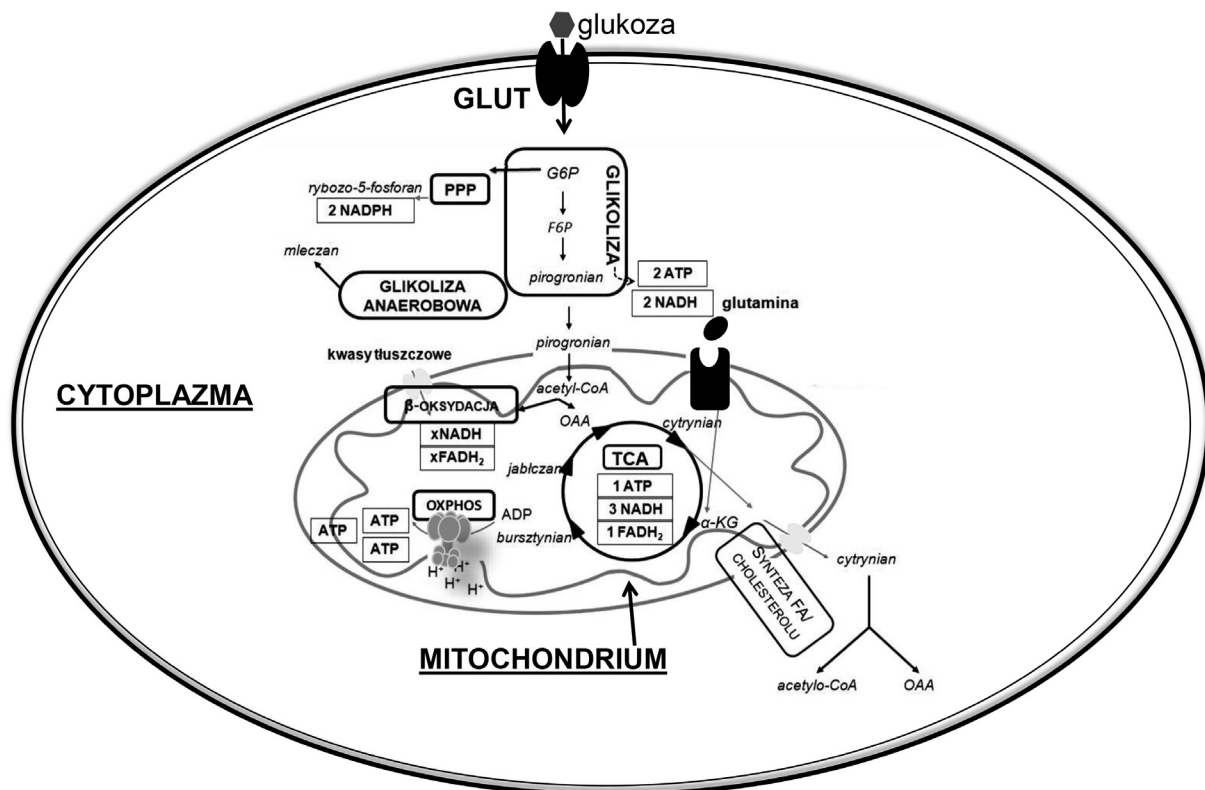 glukoza
GLUT
G6P
GLIKOLIZA
rybozo-5-fosforan
PPP
2 NADPH
F6P
mleczan
pirogronian
2 ATP
GLIKOLIZA
ANAEROBOWA
2 NADH
glutamina
pirogronian
kwasy tłuszczowe
CYTOPLAZMA
acetyl-CoA
β-OKSYDACJA
OAA
cytrynian
xNADH
xFADH₂
jabłczan
TCA
1 ATP
3 NADH
1 FADH₂
OXPHOS
ADP
ATP
ATP
ATP
bursztynian
α-KG
H⁺
H⁺
H⁺
SYNTEZA FA/
CHOLESTEROLU
cytrynian
MITOCHONDRIUM
acetylo-CoA
OAA